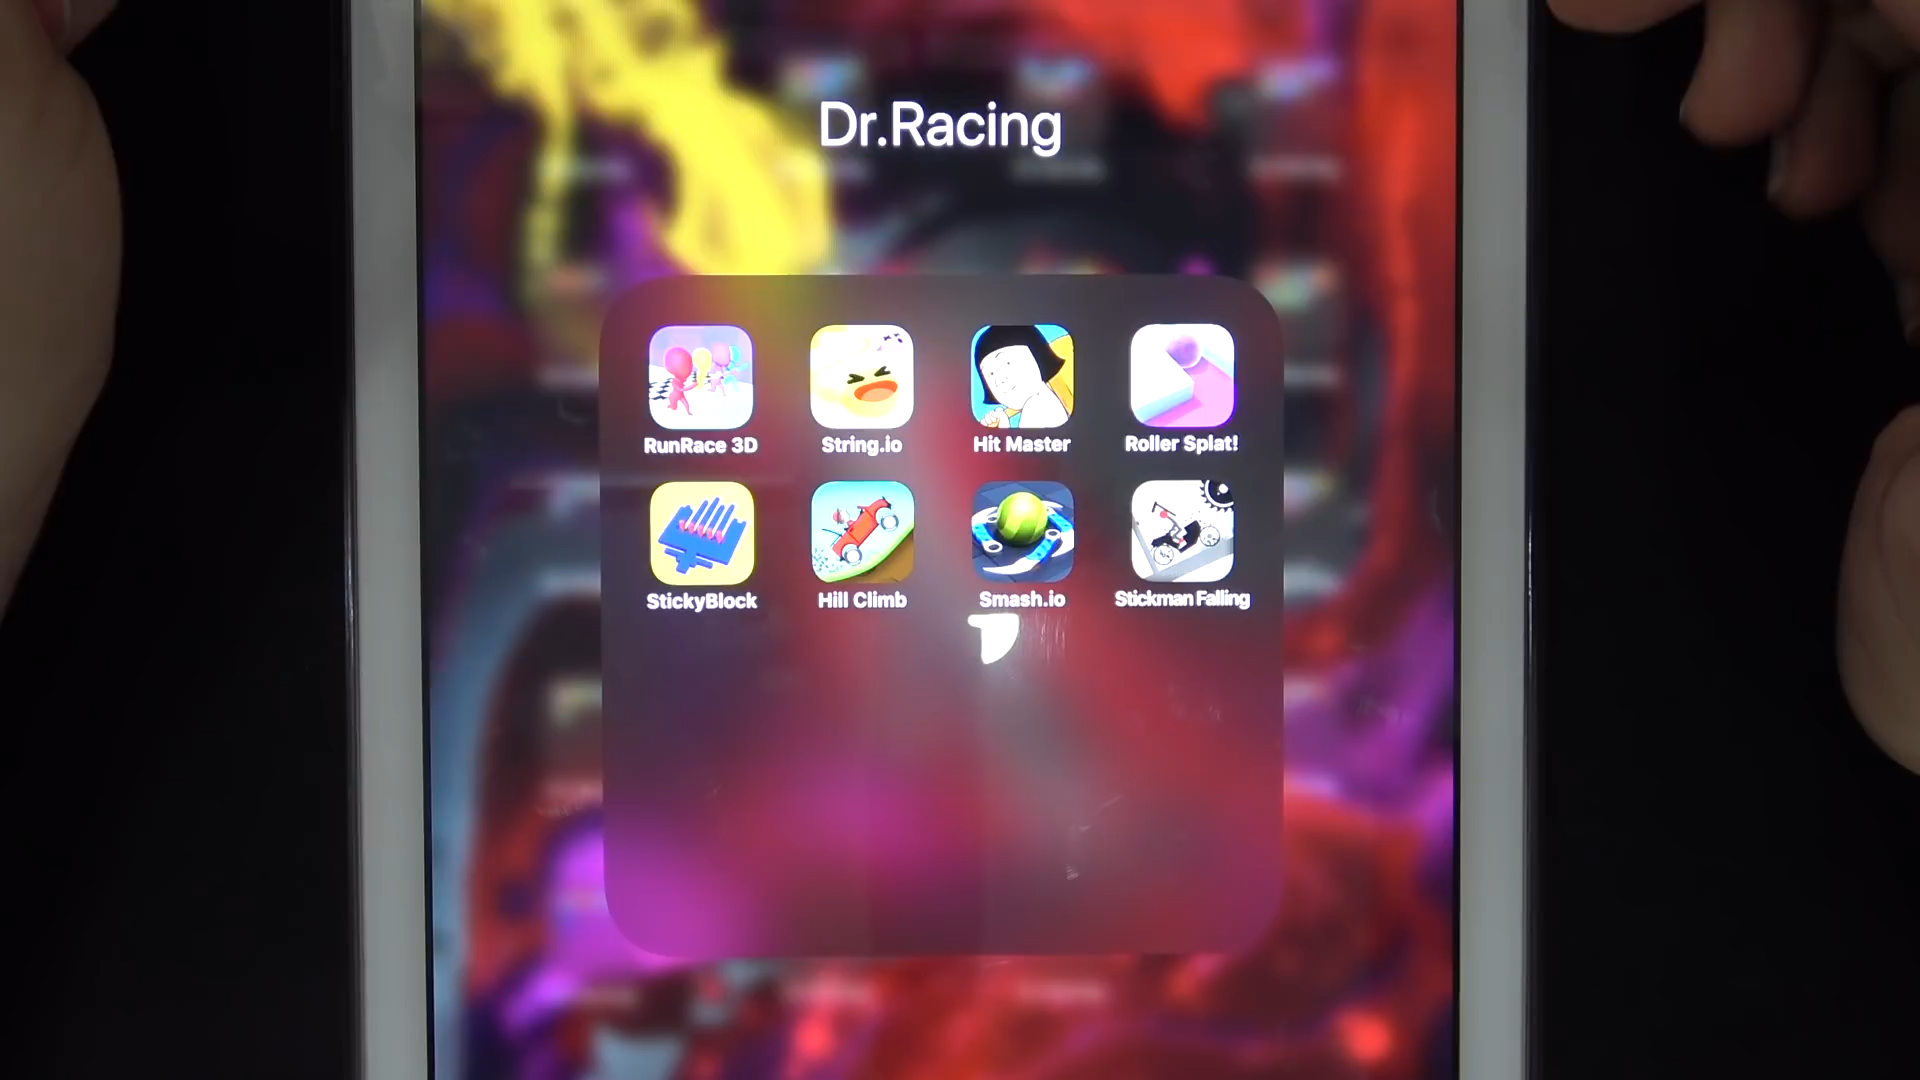 Dr.Racing
RunRace 3D
String.io
Hit Master
Roller Splat!
StickyBlock
Hill Climb
Smash.io
Stickman Falling